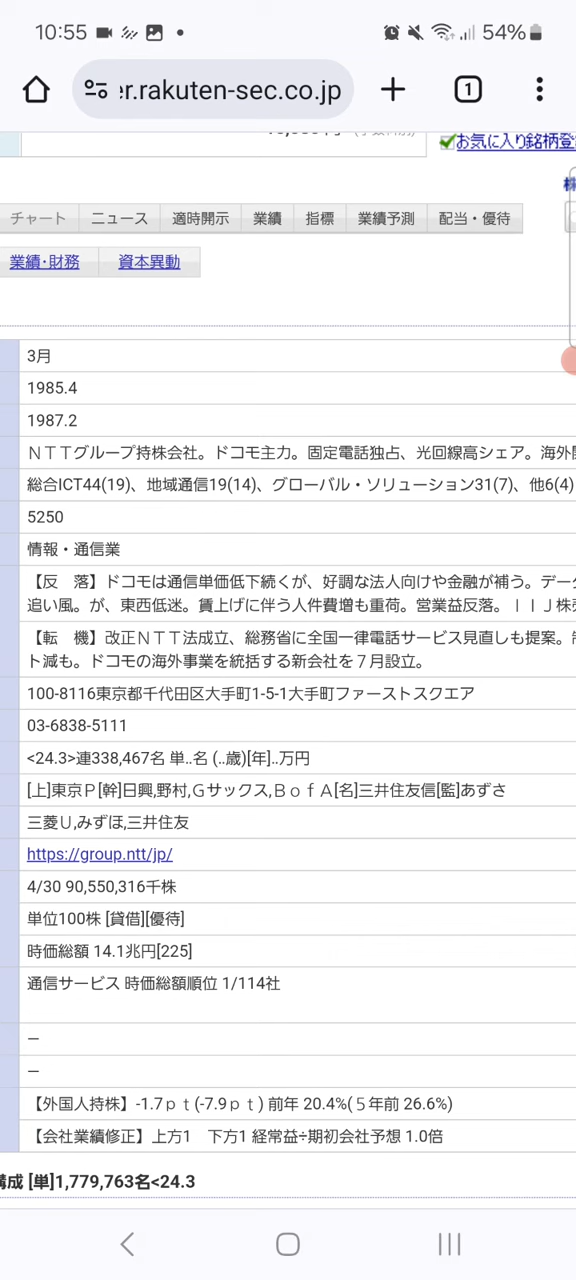 10:55
54%
er.rakuten-sec.co.jp
1
お気に入り銘柄登
チャート ニュース 適時開示 業績 指標 業績予測 配当・優待
業績・財務 資本異動
3月
1985.4
1987.2
ＮＴＴグループ持株会社。ドコモ主力。固定電話独占、光回線高シェア。海外
総合ICT44(19)、地域通信19(14)、グローバル・ソリューション31(7)、他6(4)
5250
情報・通信業
【反　落】ドコモは通信単価低下続くが、好調な法人向けや金融が補う。デー
追い風。が、東西低迷。賃上げに伴う人件費増も重荷。営業益反落。ＩＩＪ株
【転　機】改正ＮＴＴ法成立、総務省に全国一律電話サービス見直しも提案。
ト減も。ドコモの海外事業を統括する新会社を７月設立。
100-8116東京都千代田区大手町1-5-1大手町ファーストスクエア
03-6838-5111
<24.3>連338,467名 単..名 (..歳)[年]..万円
[上]東京Ｐ[幹]日興,野村,Ｇサックス,ＢｏｆＡ[名]三井住友信[監]あずさ
三菱Ｕ,みずほ,三井住友
https://group.ntt/jp/
4/30 90,550,316千株
単位100株 [貸借][優待]
時価総額 14.1兆円[225]
通信サービス 時価総額順位 1/114社
－
－
【外国人持株】-1.7ｐｔ(-7.9ｐｔ) 前年 20.4%(５年前 26.6%)
【会社業績修正】上方1　下方1 経常益÷期初会社予想 1.0倍
構成 [単]1,779,763名<24.3